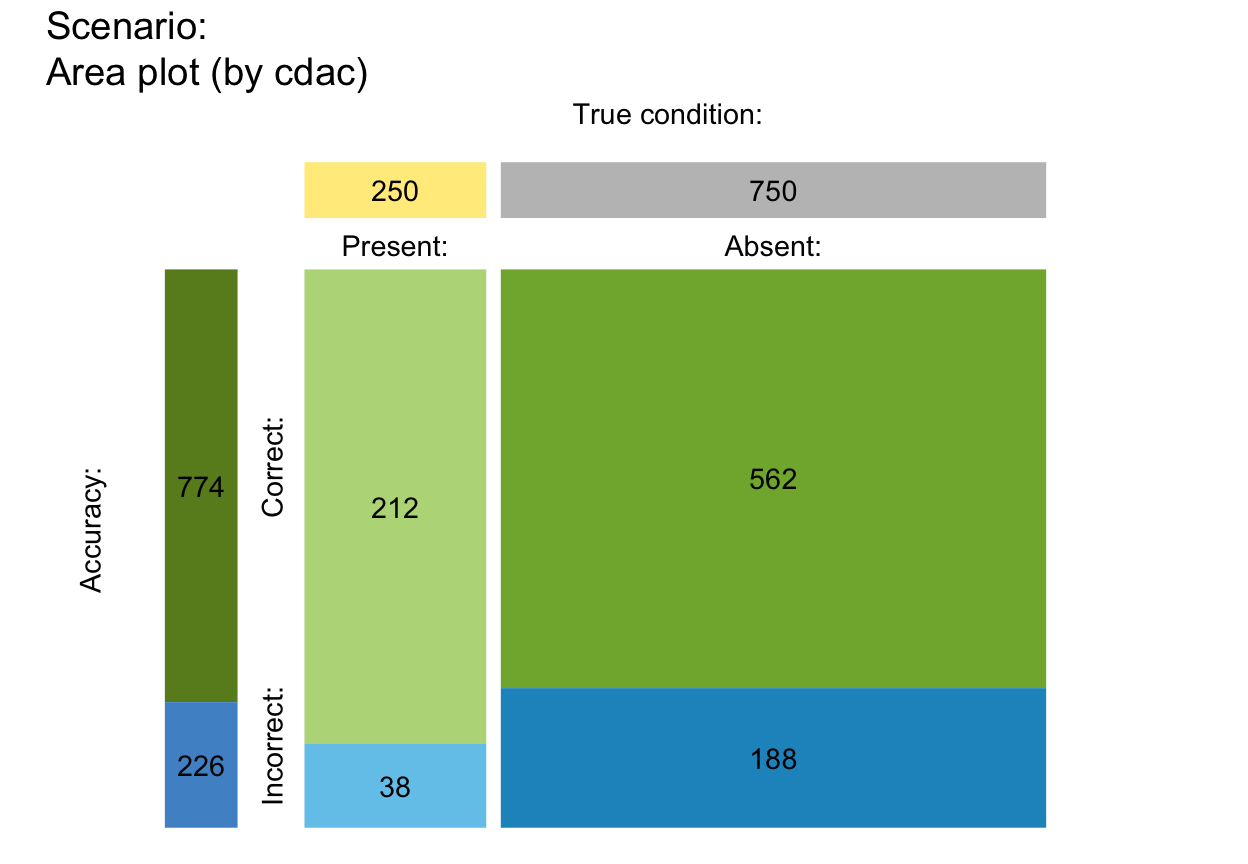 Scenario:
Area plot (by cdac)
True condition:
250
750
Present:
Absent:
Accuracy:
Correct:
774
212
562
Incorrect:
226
38
188